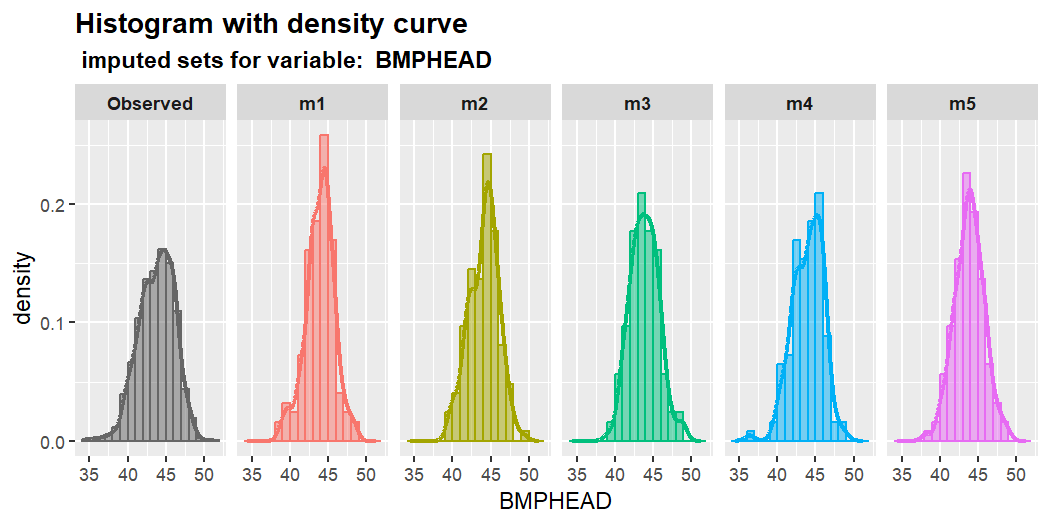 Histogram with density curve
imputed sets for variable:  BMPHEAD
Observed m1 m2 m3 m4 m5
0.2
0.1
0.0
density
35 40 45 50 35 40 45 50 35 40 45 50 35 40 45 50 35 40 45 50 35 40 45 50
BMPHEAD